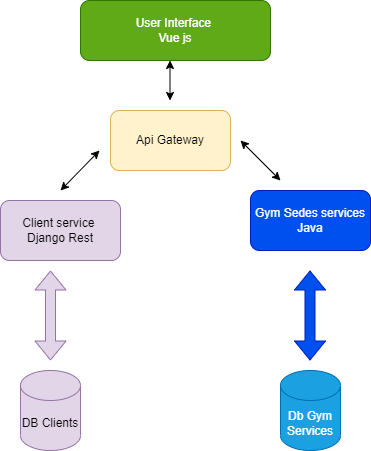 User Interface
Vue js
Api Gateway
Client service
Django Rest
Gym Sedes services
Java
DB Clients
Db Gym
Services